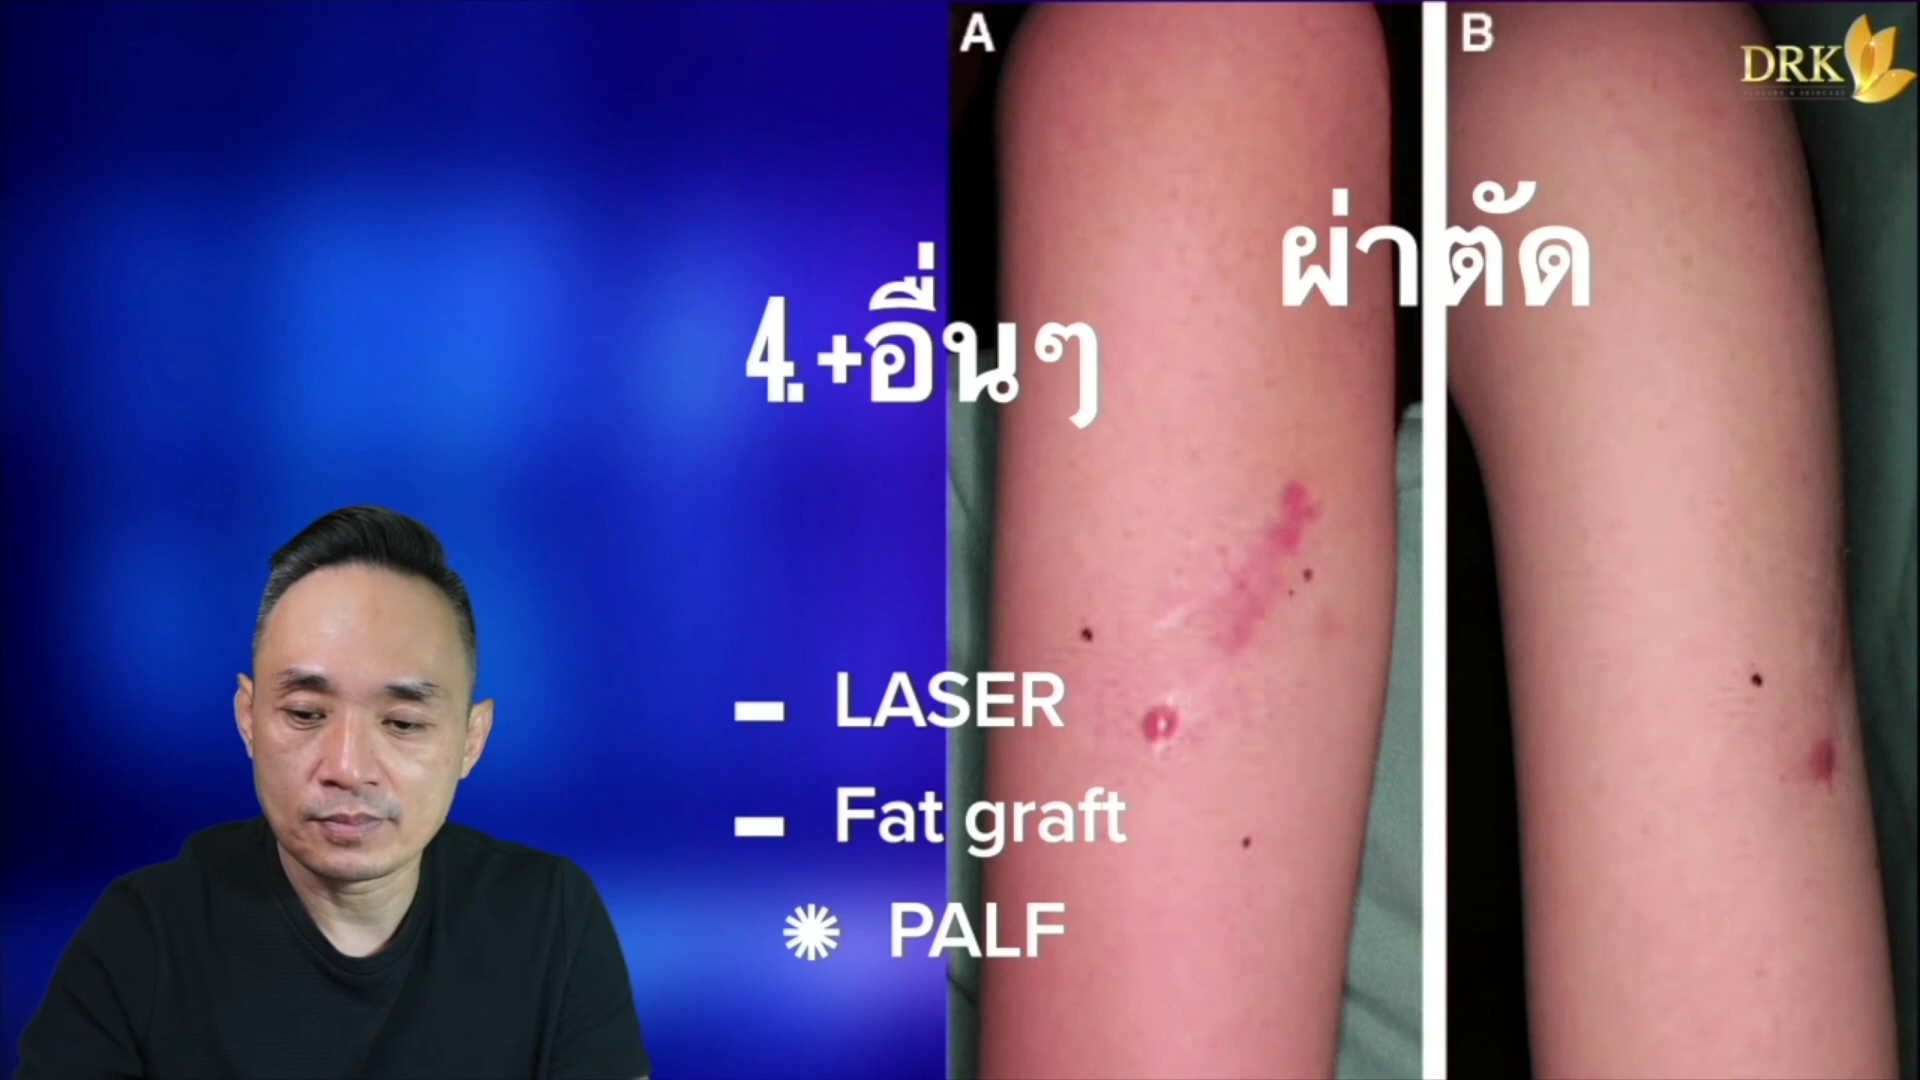 A
B
DRK
ผ่าตัด
4.+อื่นๆ
- LASER
- Fat graft
* PALF